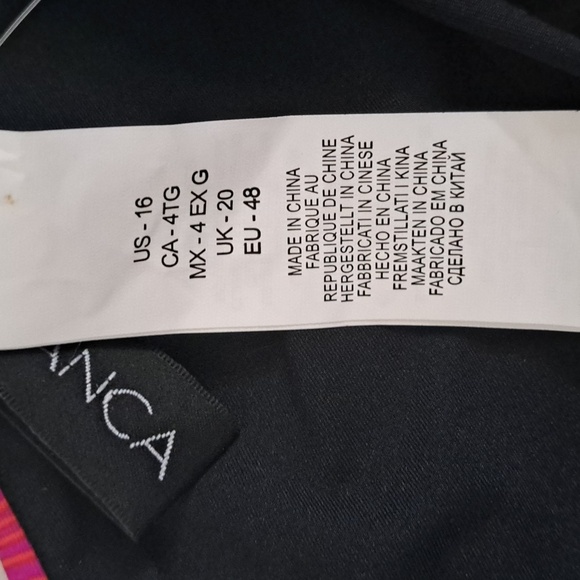 US - 16
CA - 4TG
MX - 4 EX G
UK - 20
EU - 48
MADE IN CHINA
FABRIQUE AU
REPUBLIQUE DE CHINE
HERGESTELLT IN CHINA
FABBRICATI IN CINESE
HECHO EN CHINA
FREMSTILLATI I KINA
MAAKTEN IN CHINA
FABRICADO EM CHINA
СДЕЛАНО В КИТАЙ
ANCA